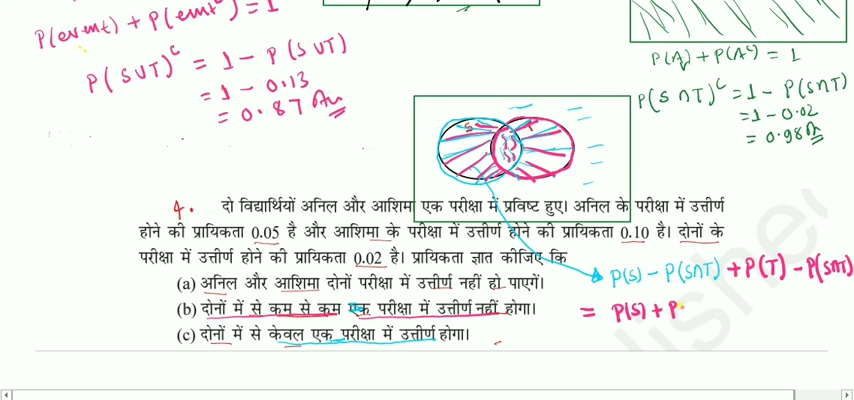 P(event) + P(event^c) = 1
P(S∪T)^c = 1 - P(S∪T)
= 1 - 0.13
= 0.87 Ans
P(A) + P(A^c) = 1
P(S∩T)^c = 1 - P(S∩T)
= 1 - 0.02
= 0.98 A
S T
4. दो विद्यार्थियों अनिल और आशिमा एक परीक्षा में प्रविष्ट हुए। अनिल के परीक्षा में उत्तीर्ण
होने की प्रायिकता 0.05 है और आशिमा के परीक्षा में उत्तीर्ण होने की प्रायिकता 0.10 है। दोनों के
परीक्षा में उत्तीर्ण होने की प्रायिकता 0.02 है। प्रायिकता ज्ञात कीजिए कि
(a) अनिल और आशिमा दोनों परीक्षा में उत्तीर्ण नहीं हो पाएगें।
(b) दोनों में से कम से कम एक परीक्षा में उत्तीर्ण नहीं होगा।
(c) दोनों में से केवल एक परीक्षा में उत्तीर्ण होगा।
P(S) - P(S∩T) + P(T) - P(S∩T)
= P(S) + P